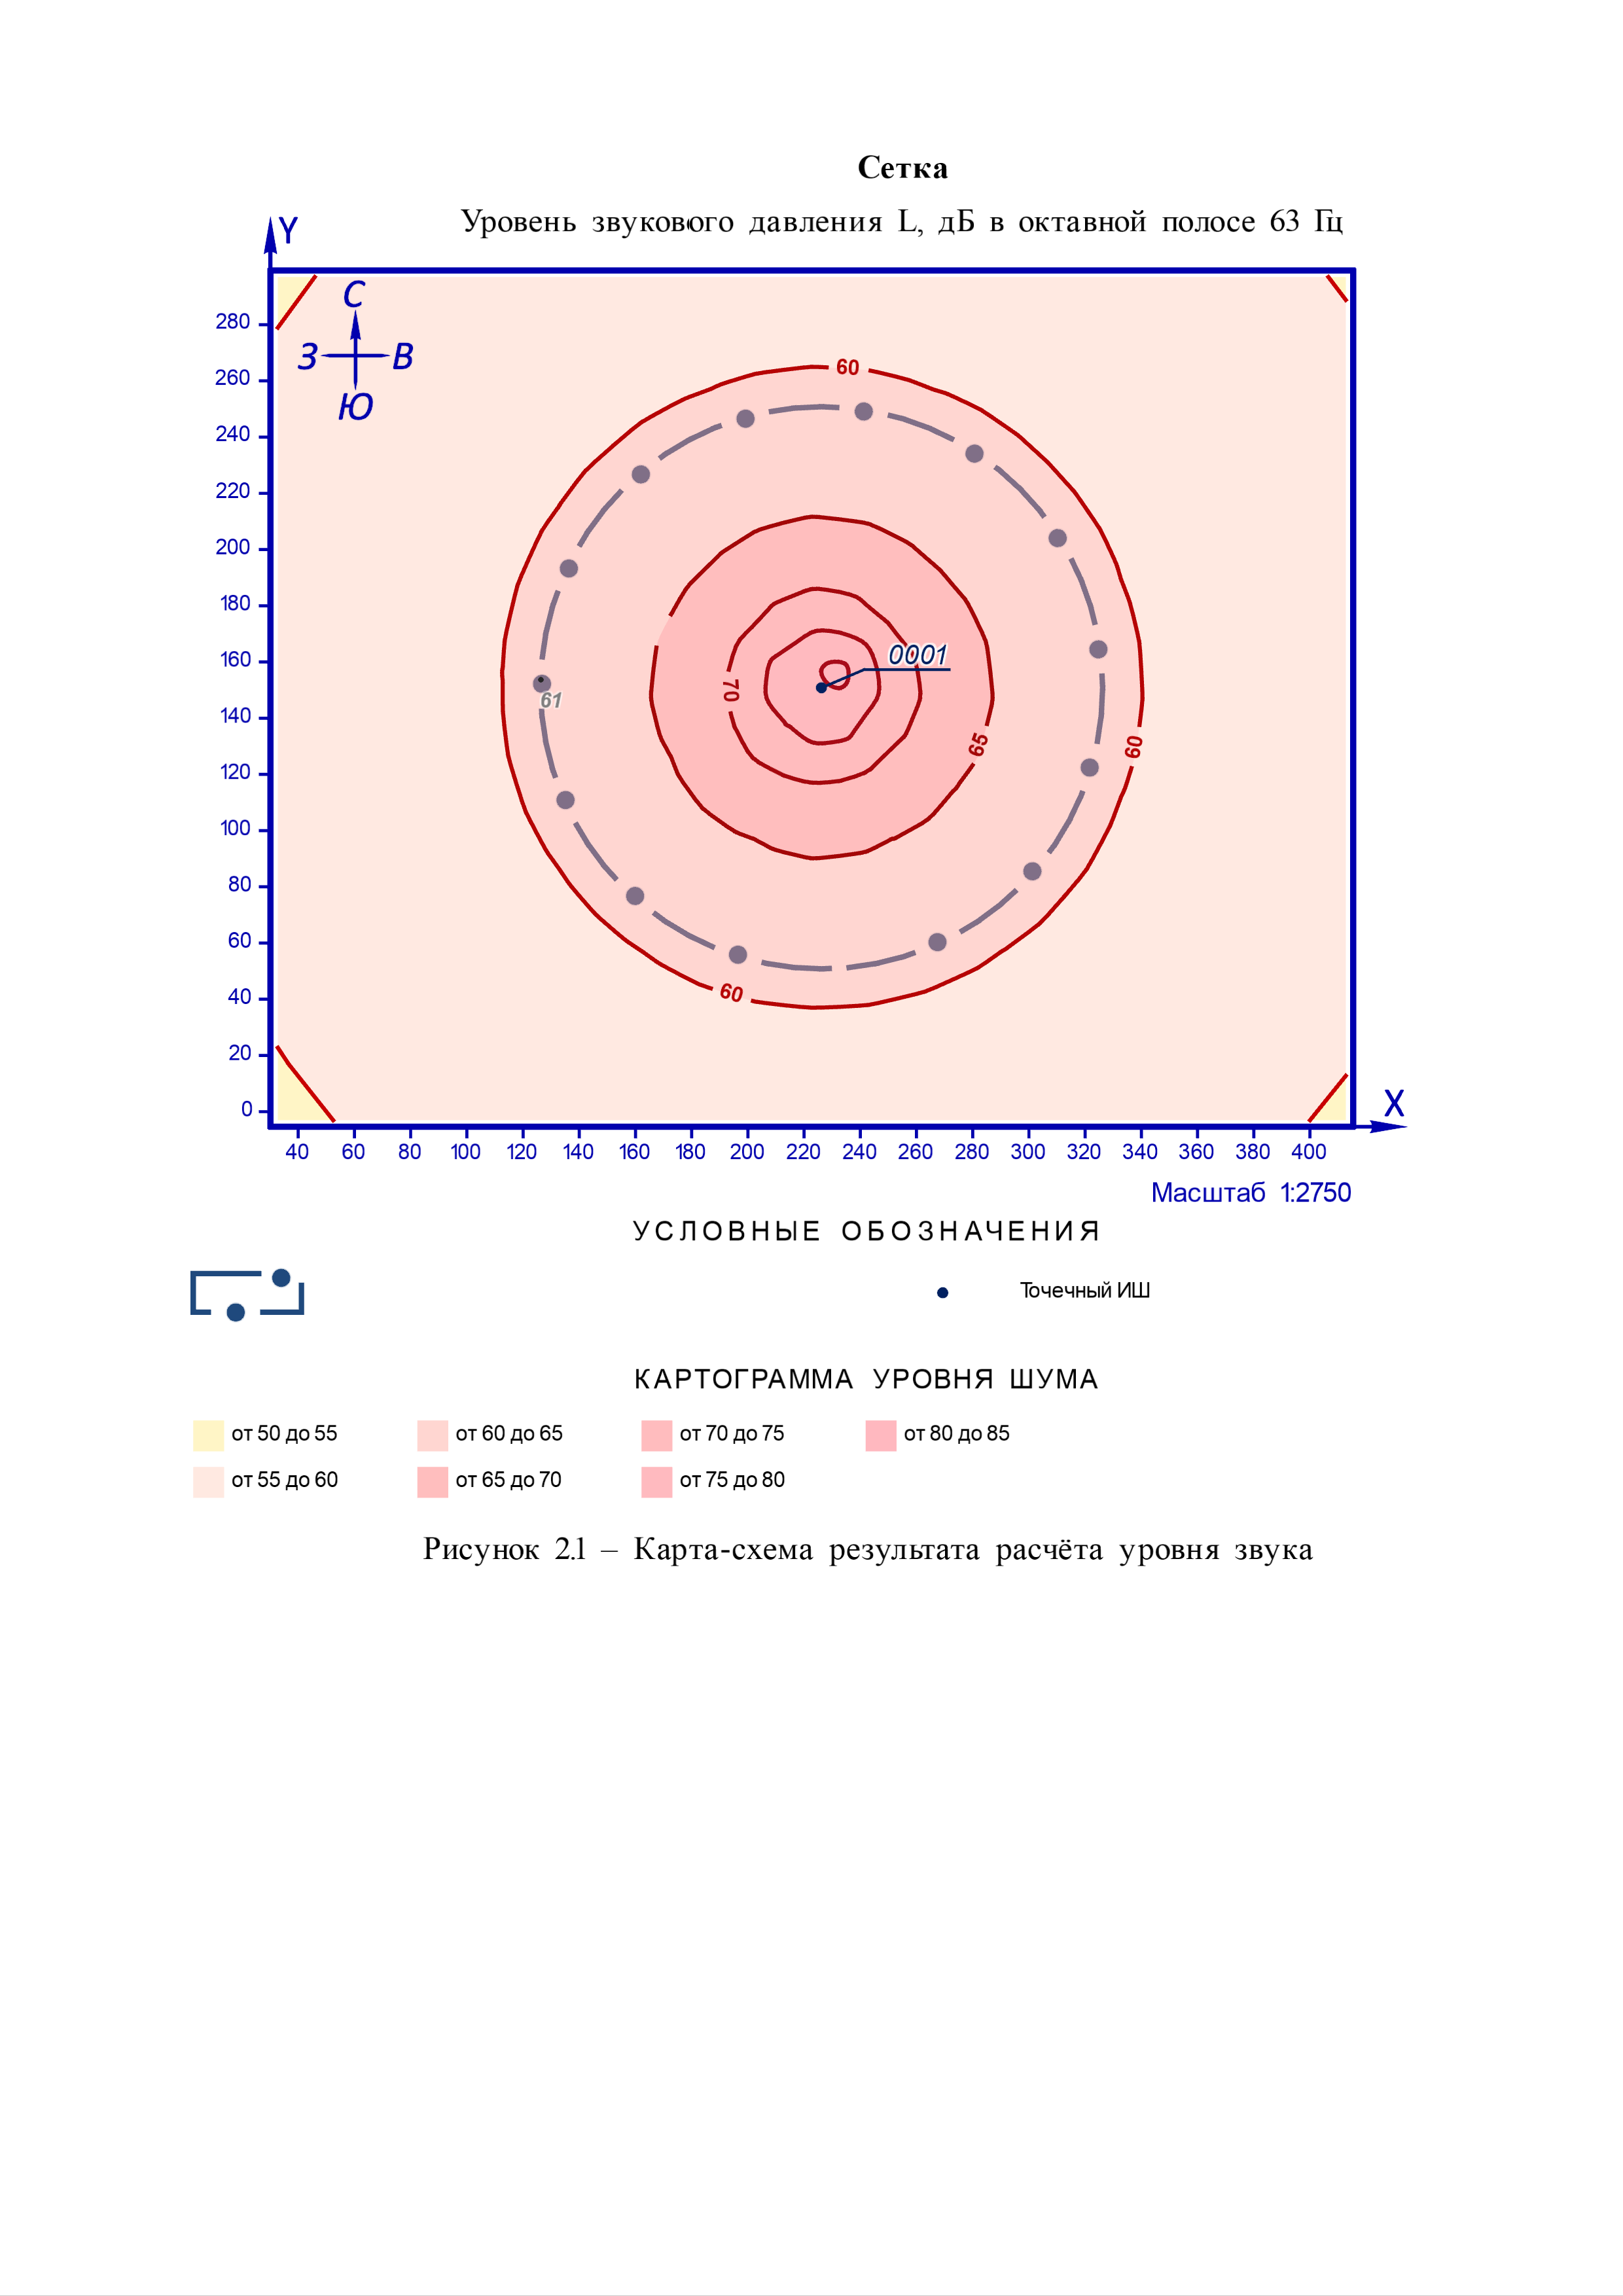 Сетка
Уровень звукового давления L, дБ в октавной полосе 63 Гц
Y
С
З В
Ю
280
260
240
220
200
180
160
140
120
100
80
60
40
20
0
60
0001
61
70
65
60
60
X
40 60 80 100 120 140 160 180 200 220 240 260 280 300 320 340 360 380 400
Масштаб 1:2750
УСЛОВНЫЕ ОБОЗНАЧЕНИЯ
Точечный ИШ
КАРТОГРАММА УРОВНЯ ШУМА
от 50 до 55 от 60 до 65 от 70 до 75 от 80 до 85
от 55 до 60 от 65 до 70 от 75 до 80
Рисунок 2.1 – Карта-схема результата расчёта уровня звука